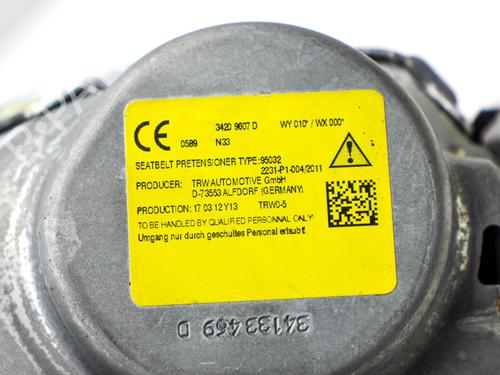 3420 9607 D WY 010* / WX 000*
CE 0589 N33
SEATBELT PRETENSIONER TYPE: 95032
2231-P1-004/2011
PRODUCER: TRW AUTOMOTIVE GmbH
D-73553 ALFDORF (GERMANY)
PRODUCTION: 17 03 12 Y13 TRW0-5
TO BE HANDLED BY QUALIFIED PERSONNAL ONLY!
Umgang nur durch geschultes Personal erlaubt!
34133469 D